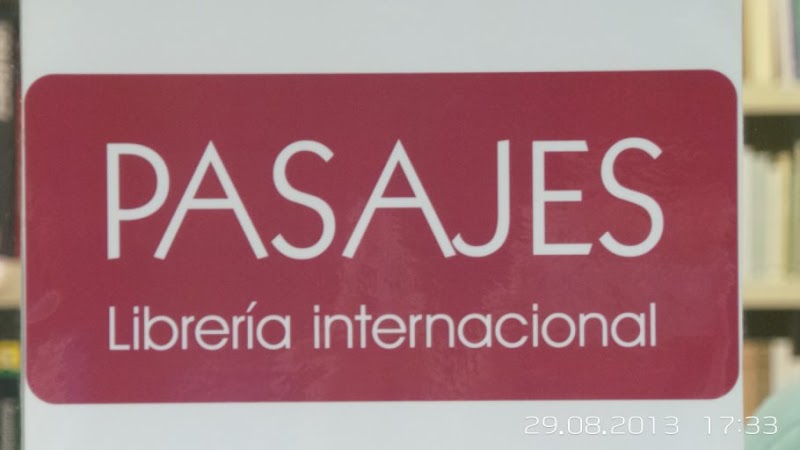 PASAJES
Librería internacional
29.08.2013 17:33